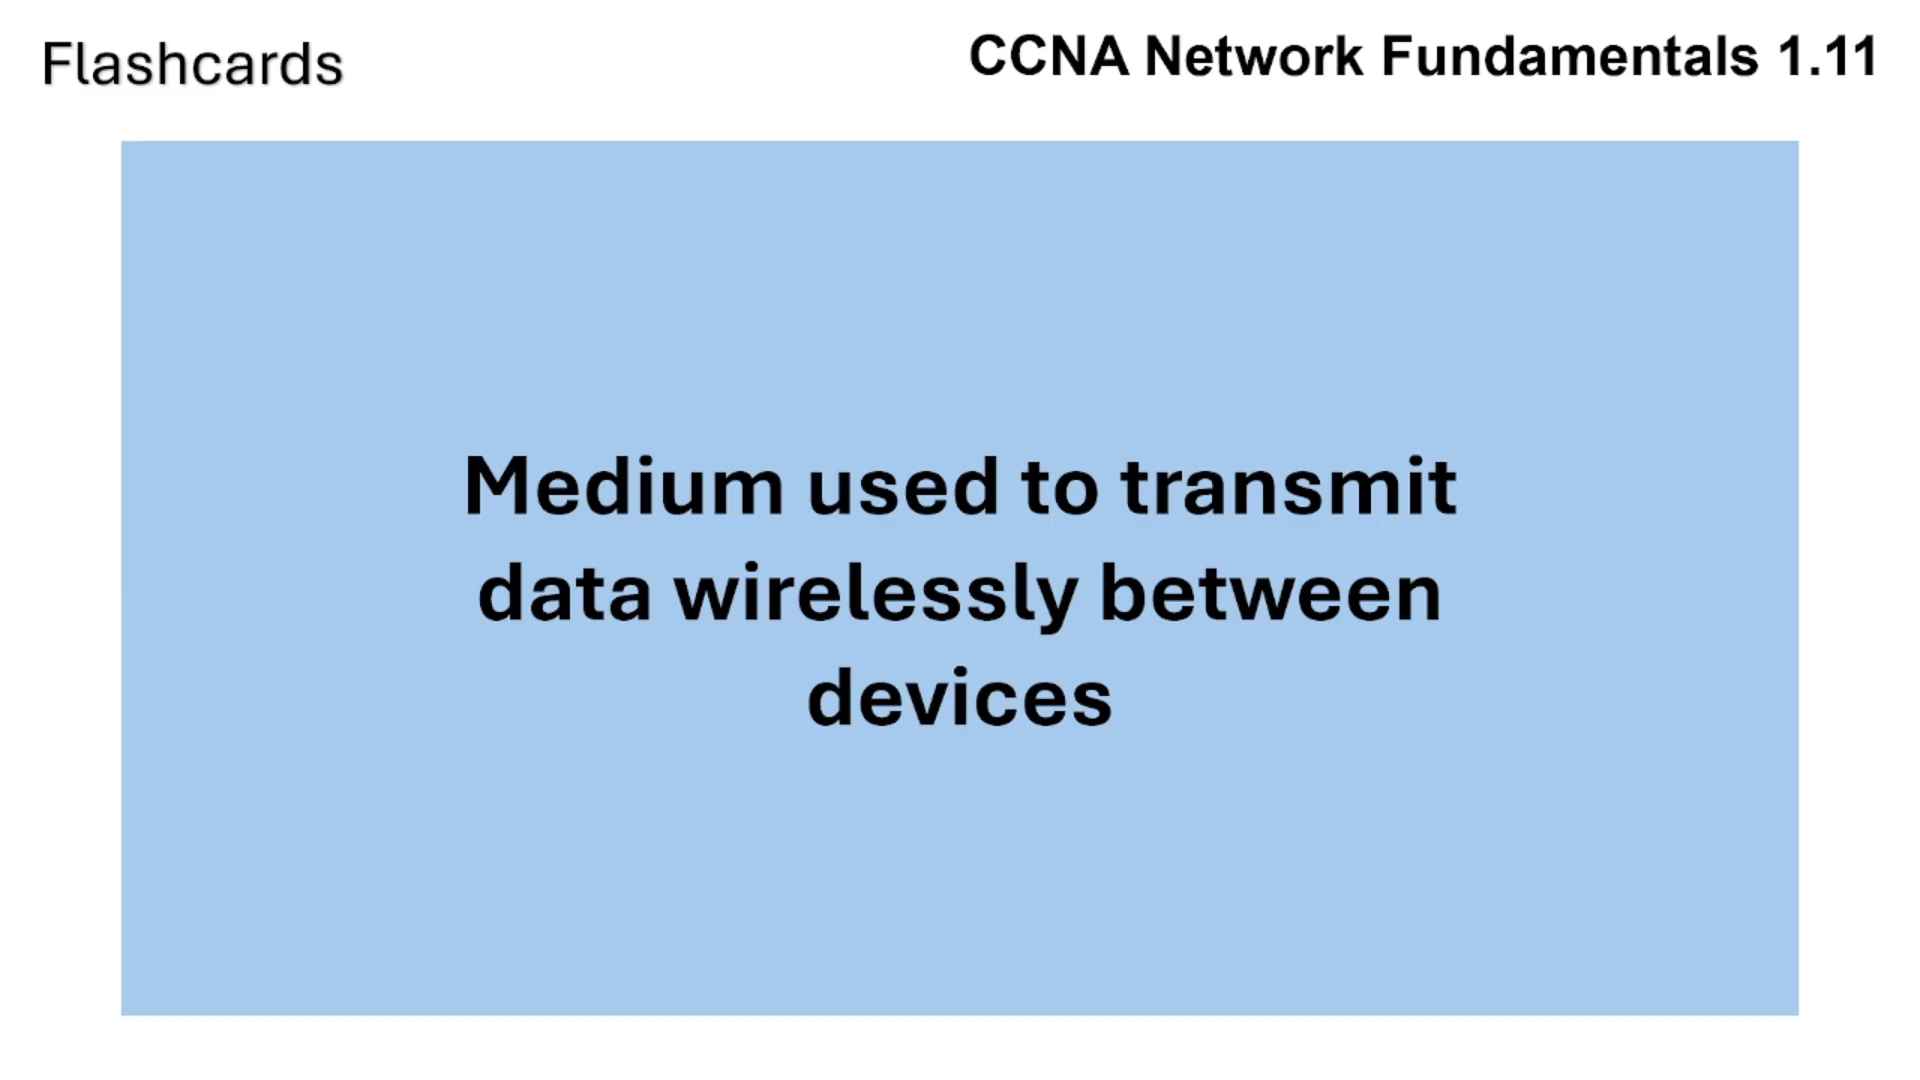 Flashcards
CCNA Network Fundamentals 1.11
Medium used to transmit
data wirelessly between
devices